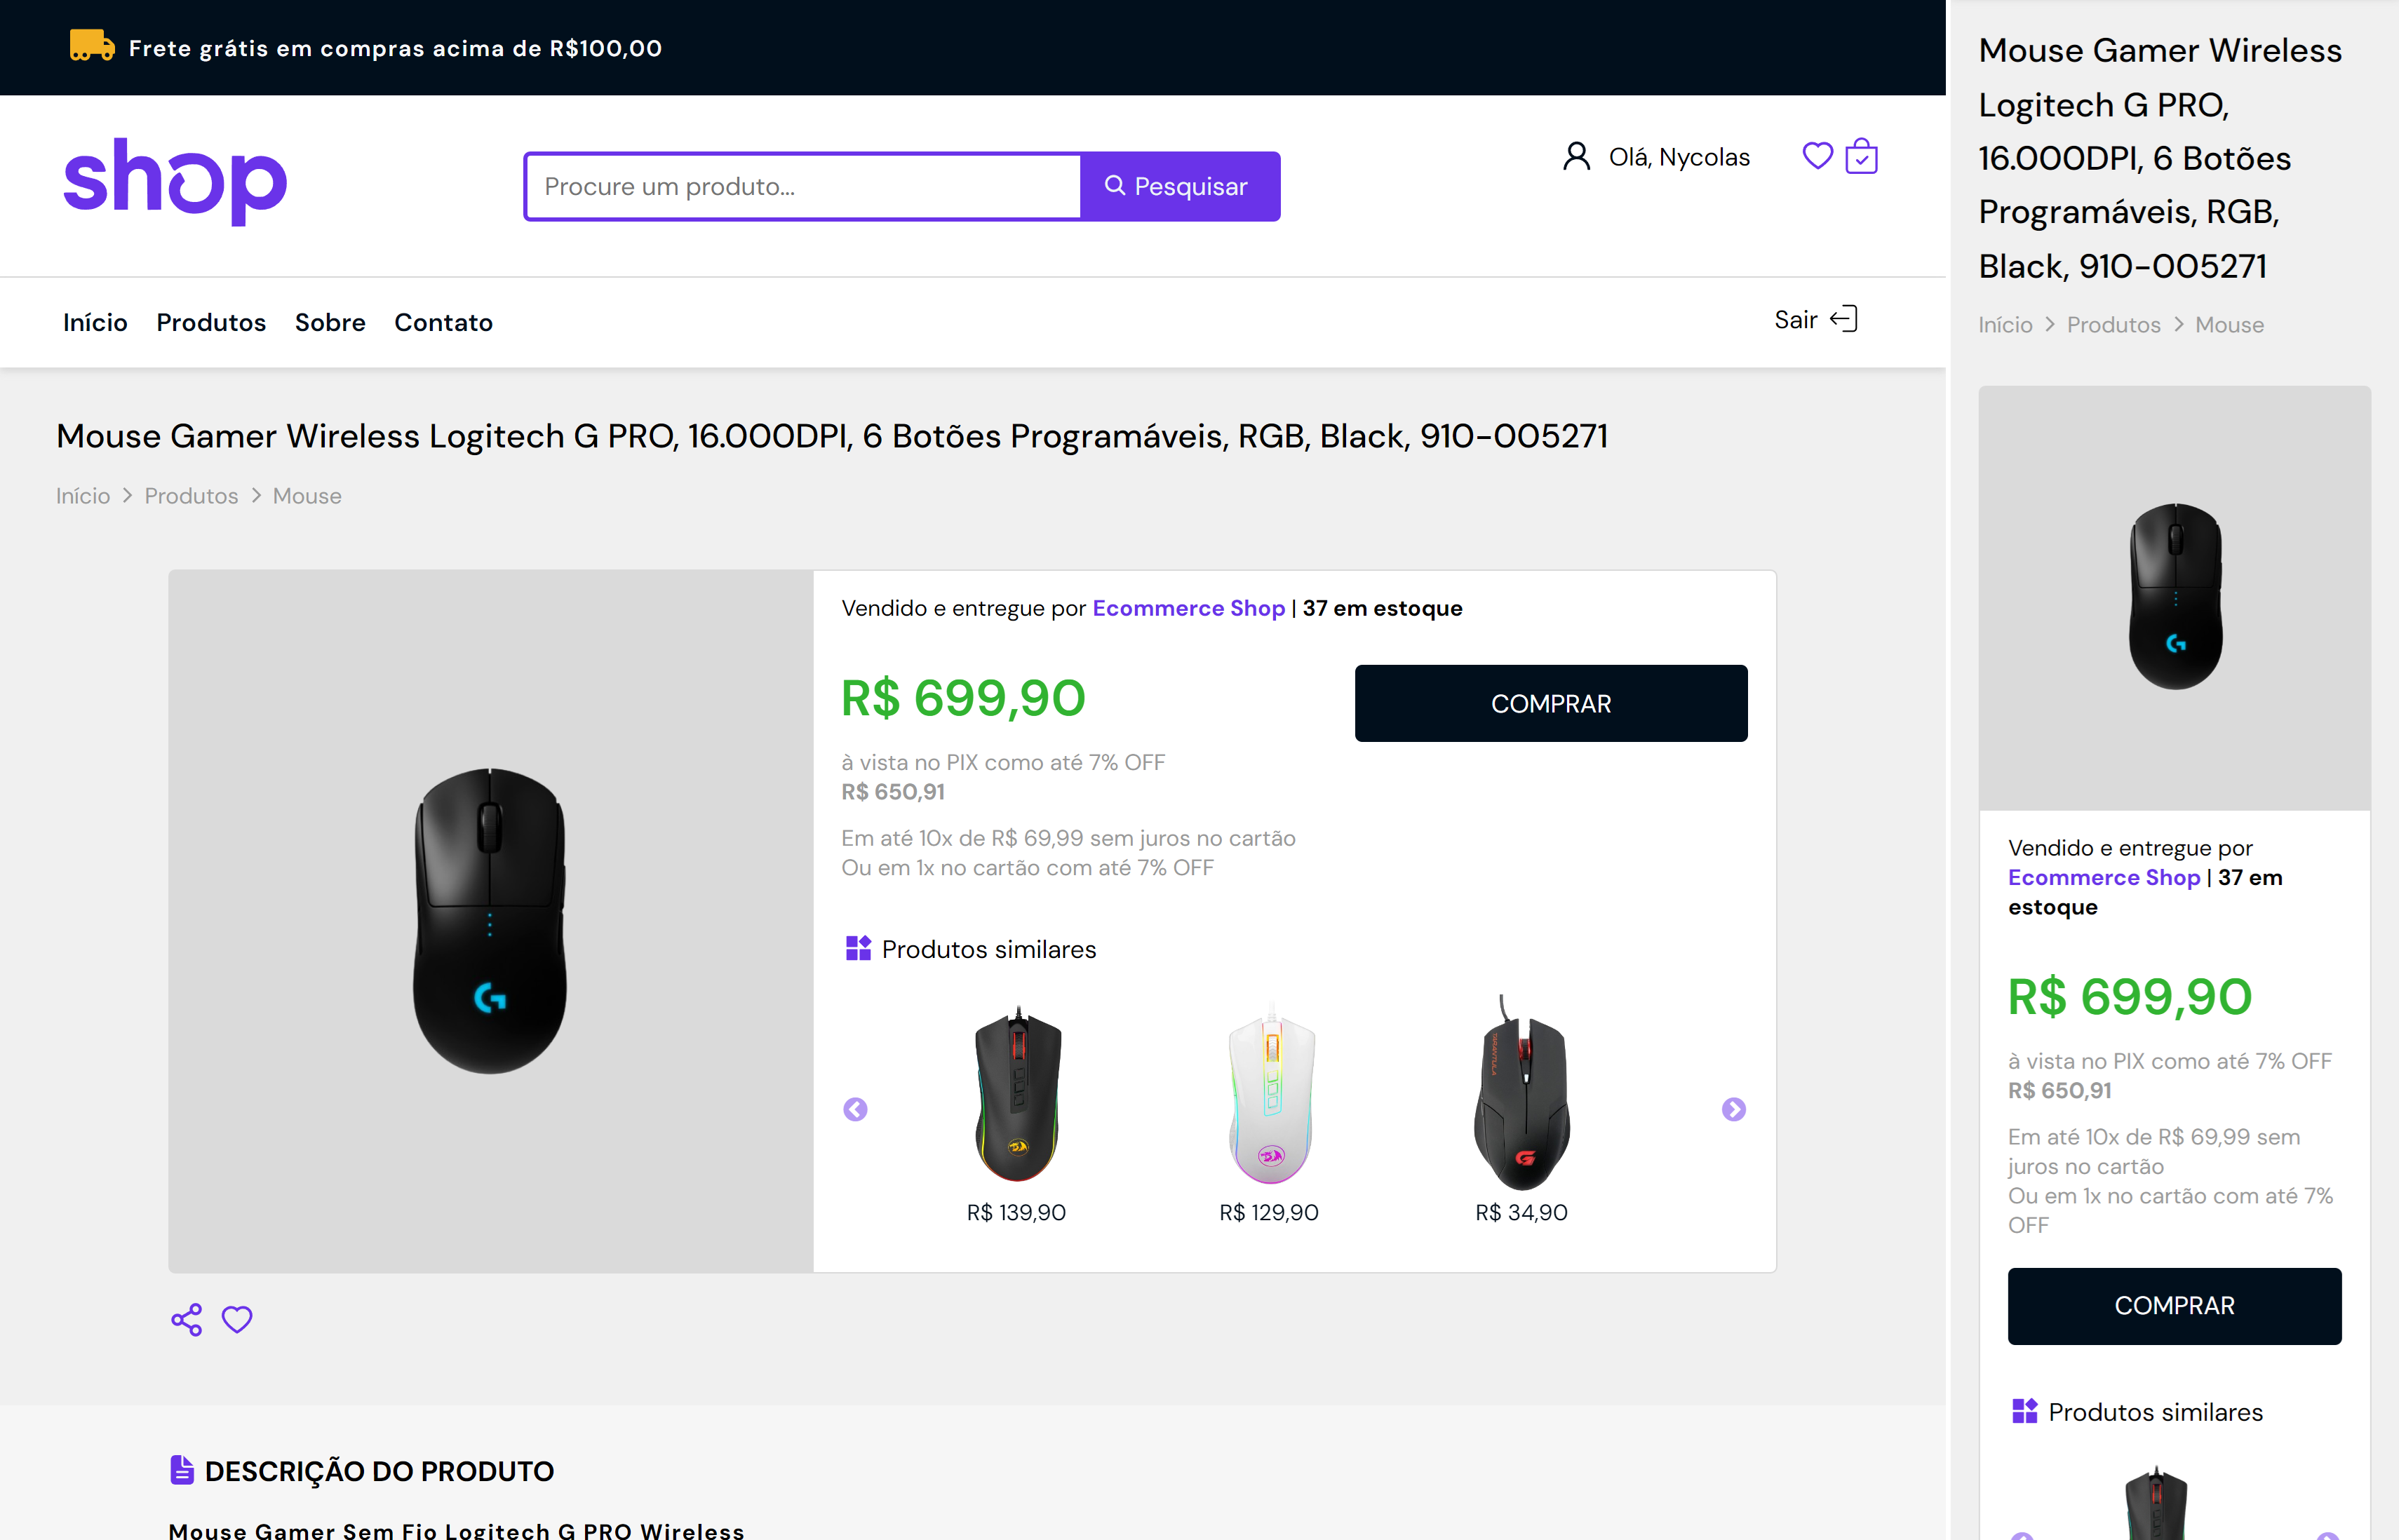 Frete grátis em compras acima de R$100,00
shop
Procure um produto...
Pesquisar
Olá, Nycolas
Início
Produtos
Sobre
Contato
Sair
Mouse Gamer Wireless Logitech G PRO, 16.000DPI, 6 Botões Programáveis, RGB, Black, 910-005271
Início > Produtos > Mouse
Vendido e entregue por Ecommerce Shop | 37 em estoque
R$ 699,90
COMPRAR
à vista no PIX como até 7% OFF
R$ 650,91
Em até 10x de R$ 69,99 sem juros no cartão
Ou em 1x no cartão com até 7% OFF
Produtos similares
R$ 139,90
R$ 129,90
R$ 34,90
DESCRIÇÃO DO PRODUTO
Mouse Gamer Sem Fio Logitech G PRO Wireless
Mouse Gamer Wireless
Logitech G PRO,
16.000DPI, 6 Botões
Programáveis, RGB,
Black, 910-005271
Início > Produtos > Mouse
Vendido e entregue por
Ecommerce Shop | 37 em
estoque
R$ 699,90
à vista no PIX como até 7% OFF
R$ 650,91
Em até 10x de R$ 69,99 sem
juros no cartão
Ou em 1x no cartão com até 7%
OFF
COMPRAR
Produtos similares